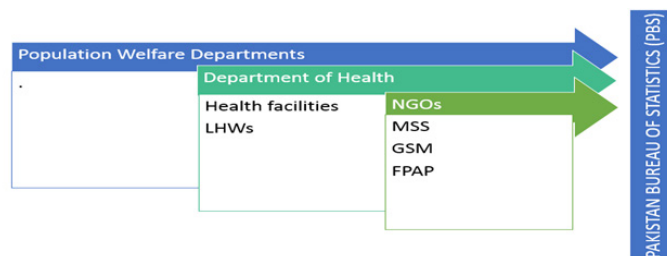 Population Welfare Departments
.
Department of Health
Health facilities
LHWs
NGOs
MSS
GSM
FPAP
PAKISTAN BUREAU OF STATISTICS (PBS)